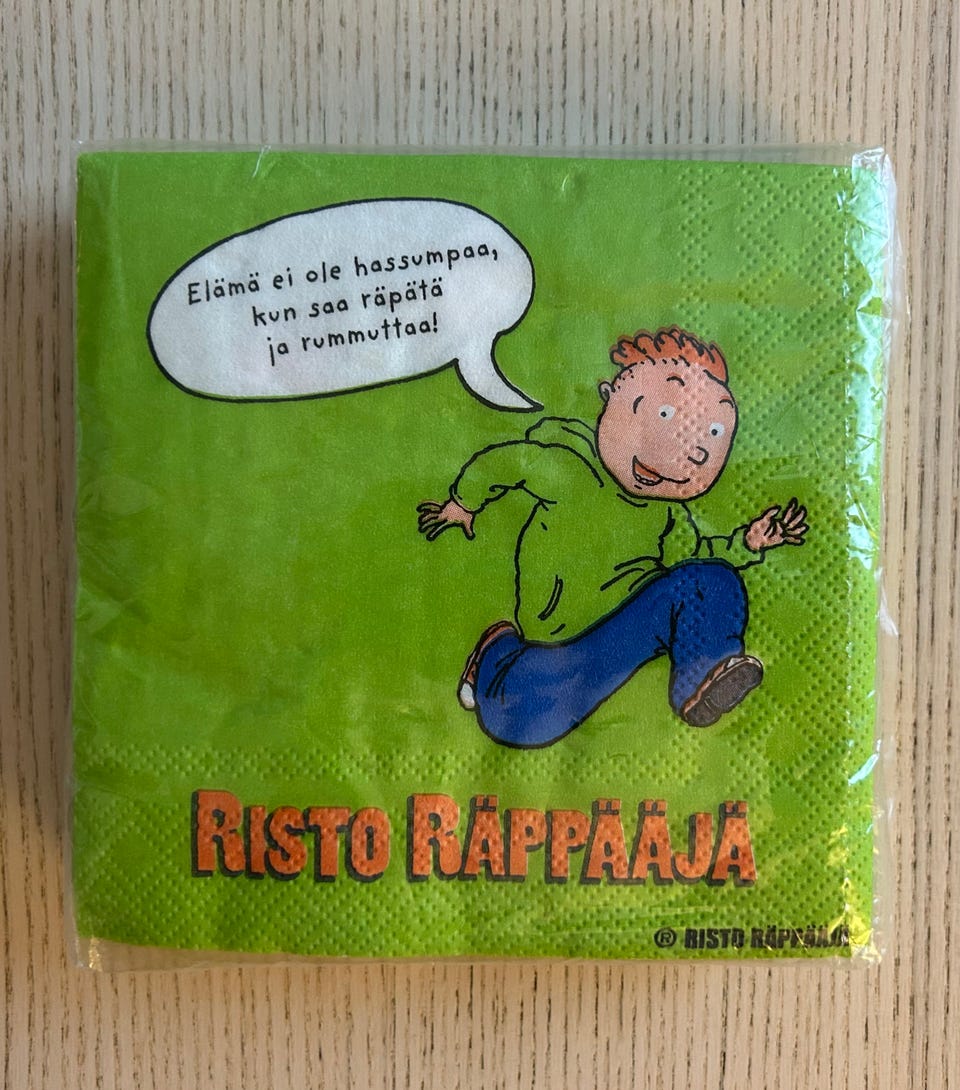 Elämä ei ole hassumpaa,
kun saa räpätä
ja rummuttaa!
RISTO RÄPPÄÄJÄ
® RISTO RÄPPÄÄJÄ